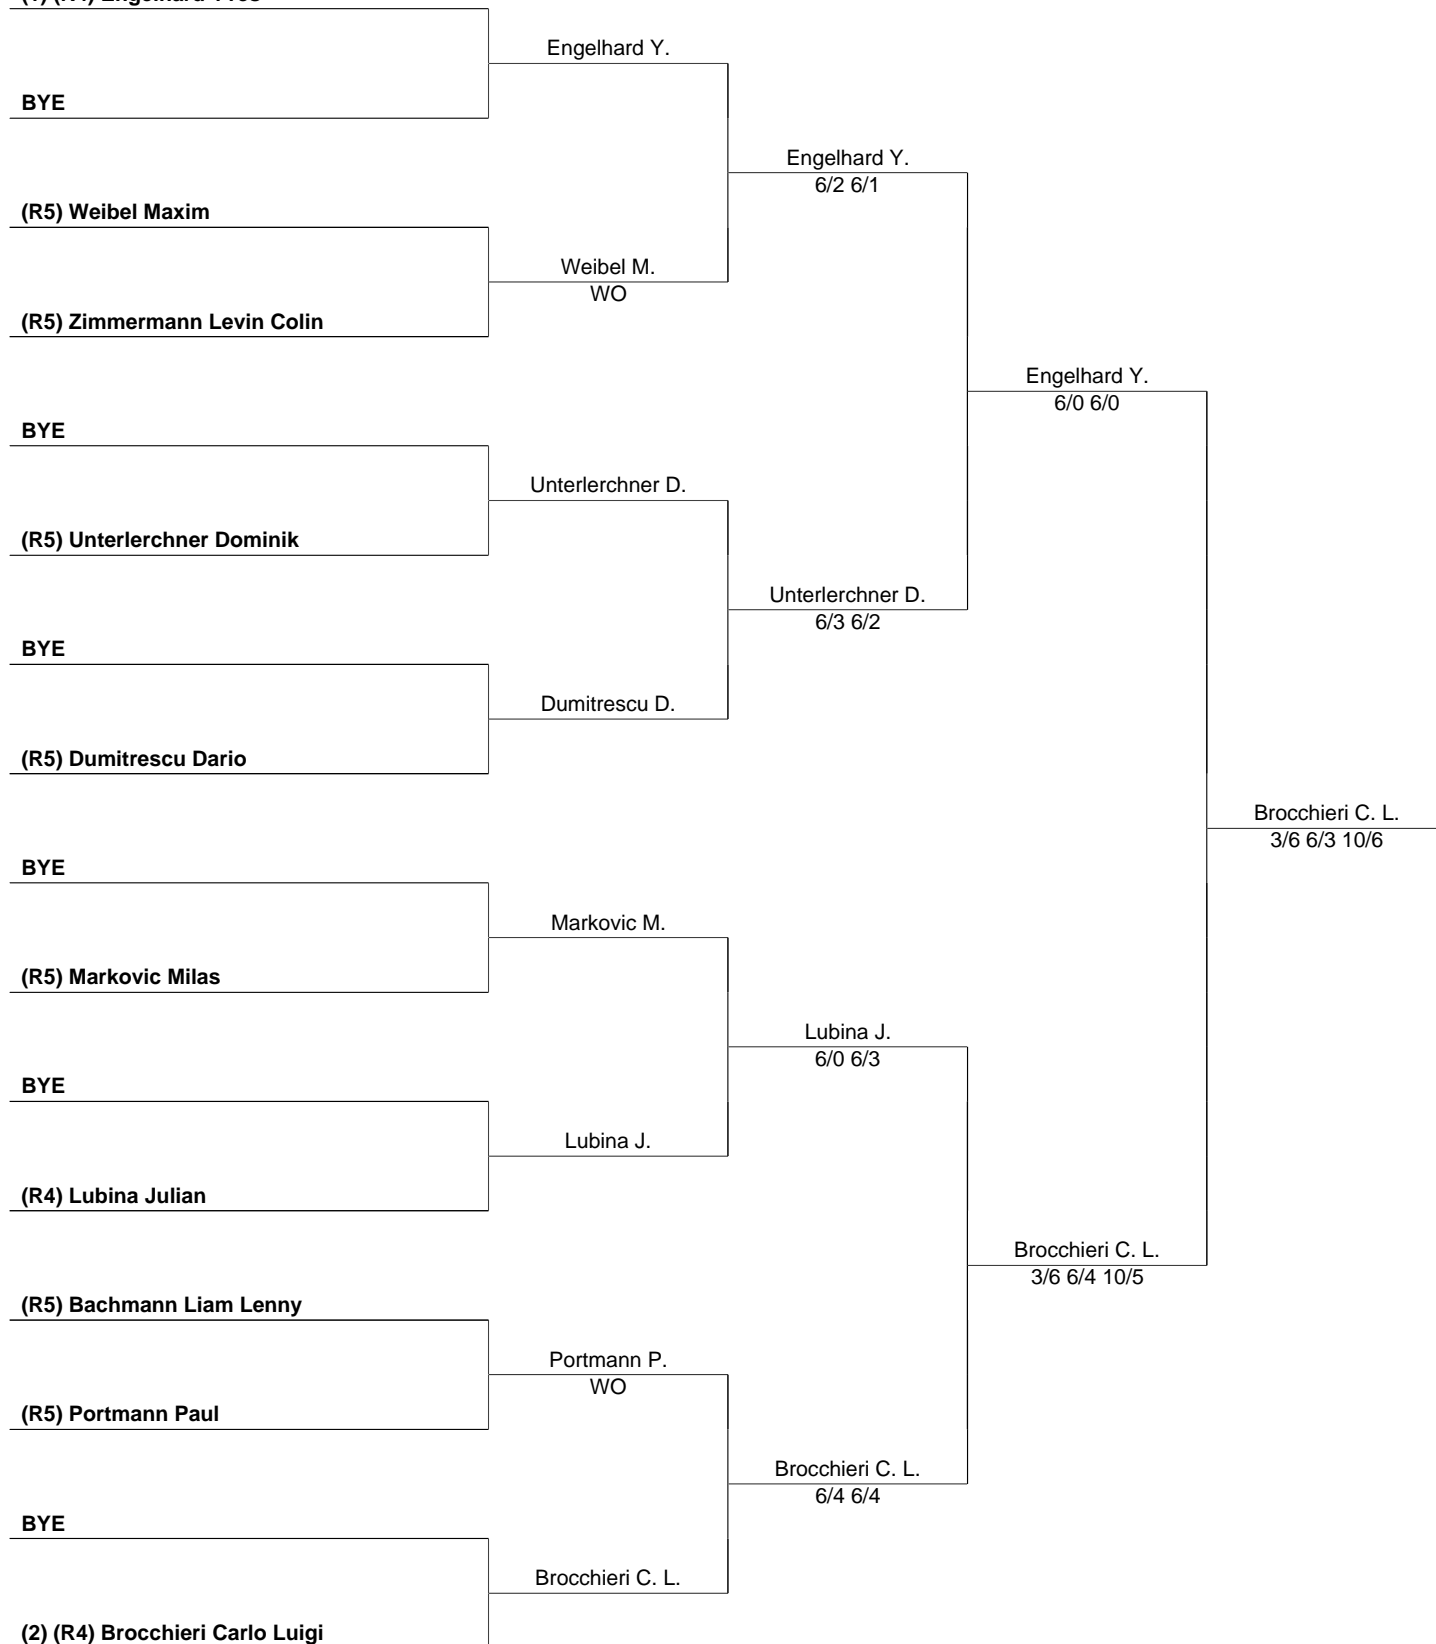 Engelhard Y.
BYE
Engelhard Y.
6/2 6/1
(R5) Weibel Maxim
Weibel M.
WO
(R5) Zimmermann Levin Colin
Engelhard Y.
6/0 6/0
BYE
Unterlerchner D.
(R5) Unterlerchner Dominik
Unterlerchner D.
6/3 6/2
BYE
Dumitrescu D.
(R5) Dumitrescu Dario
Brocchieri C. L.
3/6 6/3 10/6
BYE
Markovic M.
(R5) Markovic Milas
Lubina J.
6/0 6/3
BYE
Lubina J.
(R4) Lubina Julian
Brocchieri C. L.
3/6 6/4 10/5
(R5) Bachmann Liam Lenny
Portmann P.
WO
(R5) Portmann Paul
Brocchieri C. L.
6/4 6/4
BYE
Brocchieri C. L.
(2) (R4) Brocchieri Carlo Luigi